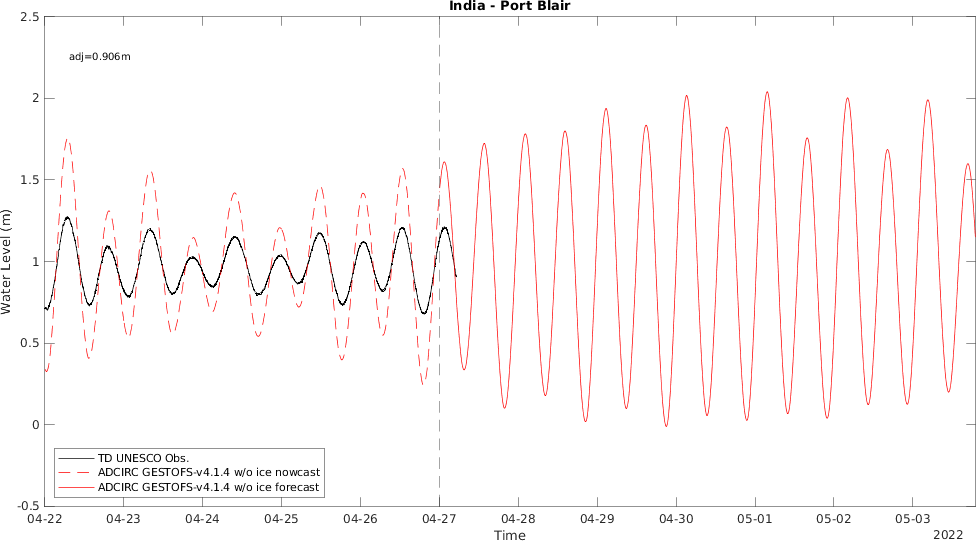 India - Port Blair
adj=0.906m
Water Level (m)
2.5
2
1.5
1
0.5
0
-0.5
TD UNESCO Obs.
ADCIRC GESTOFS-v4.1.4 w/o ice nowcast
ADCIRC GESTOFS-v4.1.4 w/o ice forecast
04-22 04-23 04-24 04-25 04-26 04-27 04-28 04-29 04-30 05-01 05-02 05-03
Time
2022